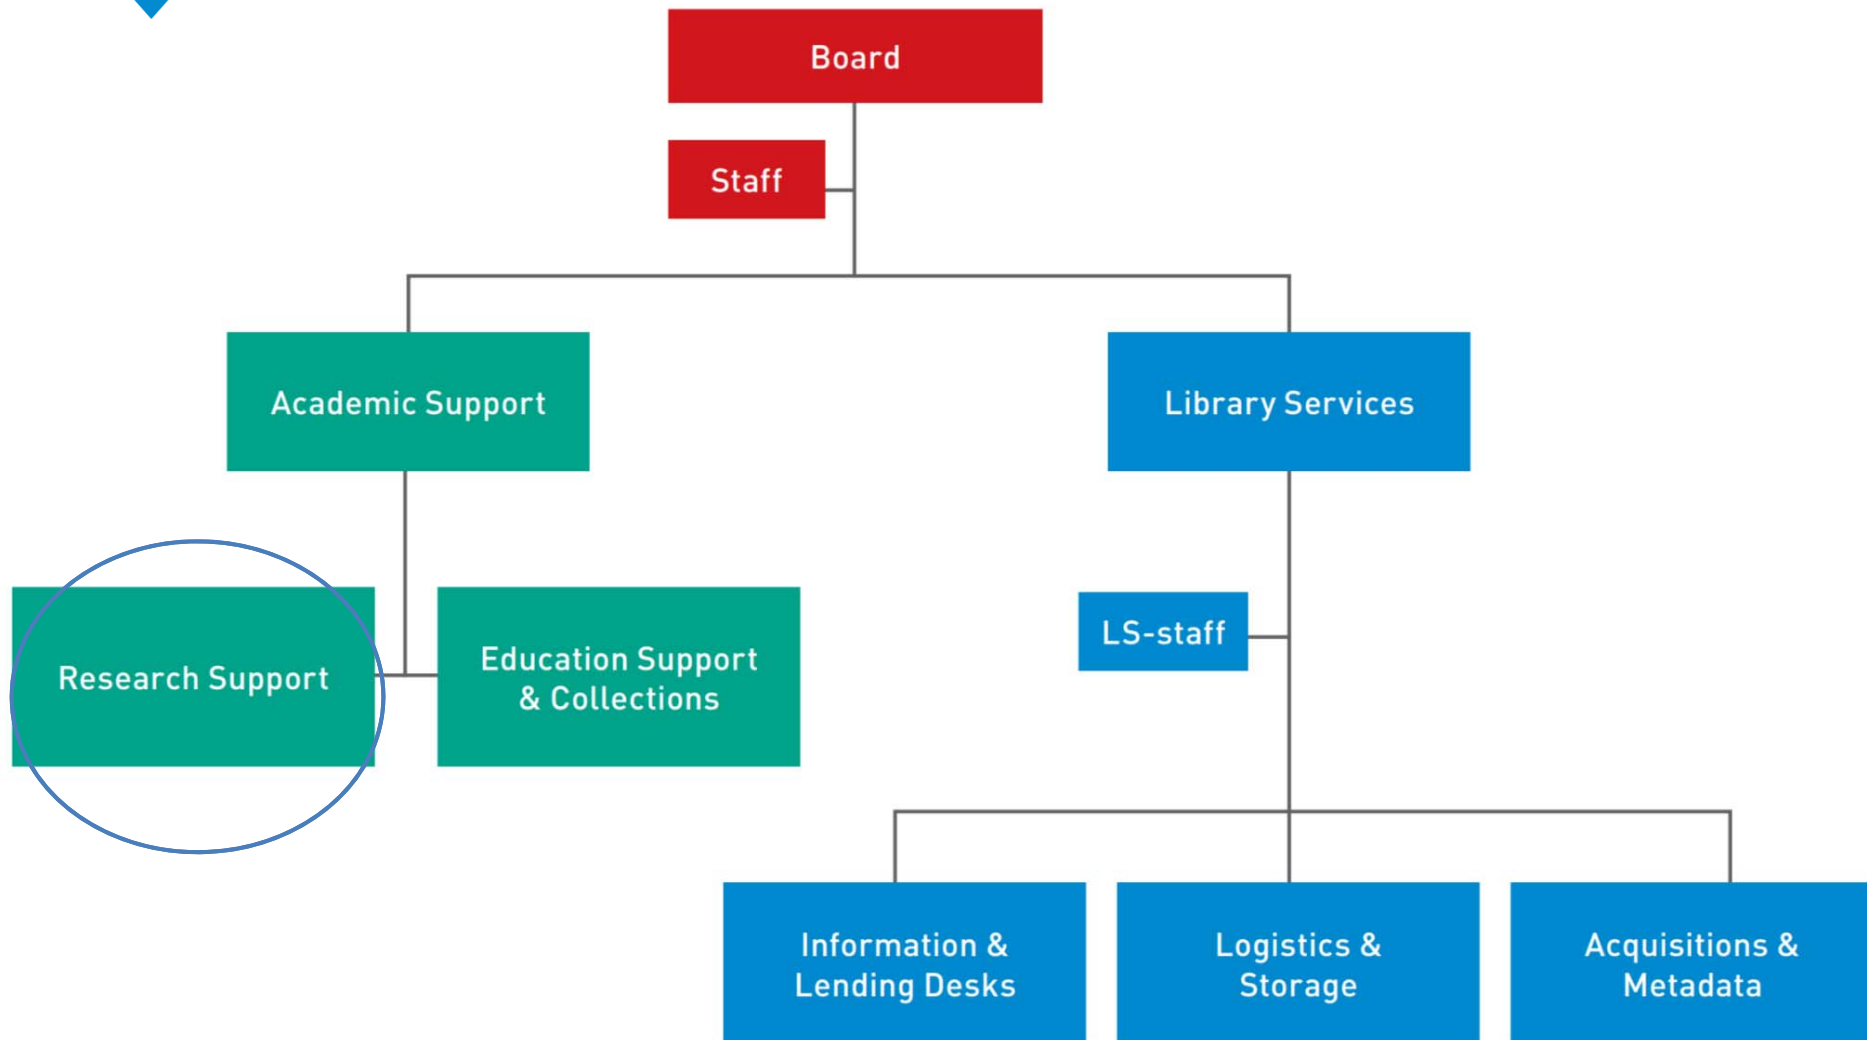 Board
Staff
Academic Support
Library Services
Research Support
Education Support
& Collections
LS-staff
Information &
Lending Desks
Logistics &
Storage
Acquisitions &
Metadata